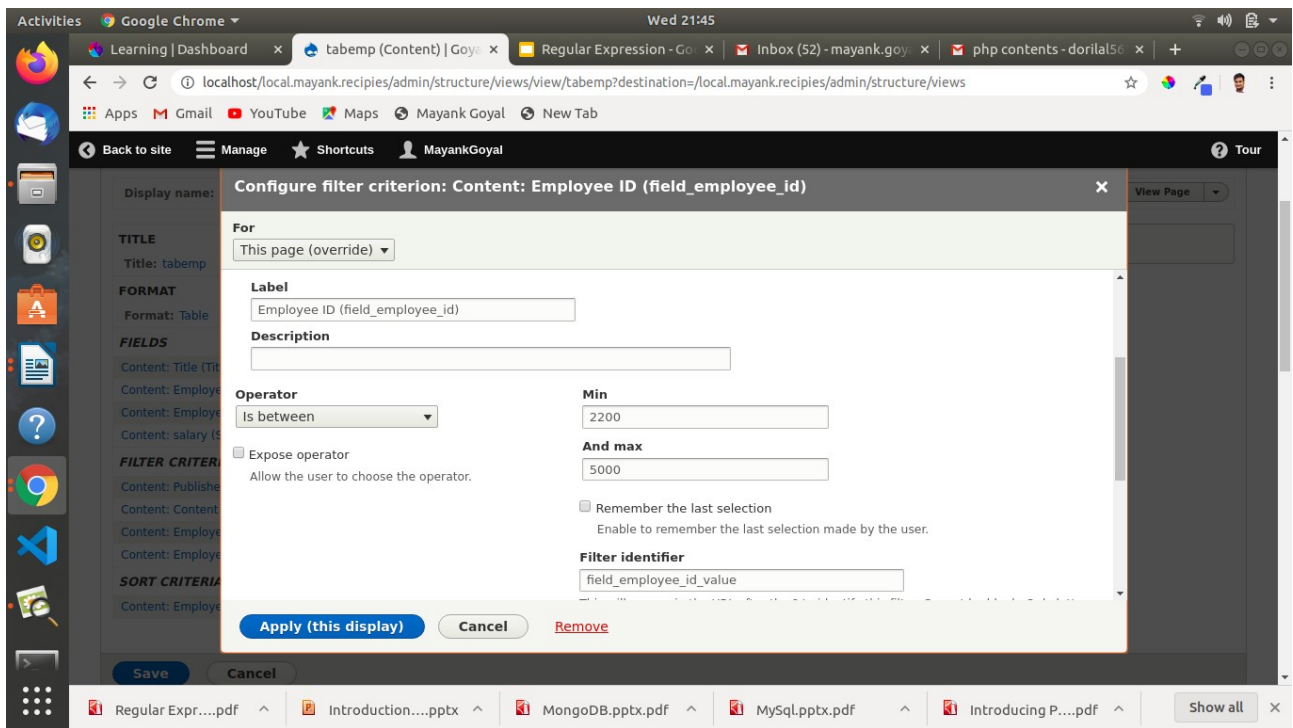 Activities Google Chrome Wed 21:45
Learning | Dashboard × tabemp (Content) | Goya × Regular Expression - Go × Inbox (52) - mayank.goy × php contents - dorilal56 × +
localhost/local.mayank.recipies/admin/structure/views/view/tabemp?destination=/local.mayank.recipies/admin/structure/views
Apps Gmail YouTube Maps Mayank Goyal New Tab
Back to site Manage Shortcuts MayankGoyal Tour
Display name: View Page
Configure filter criterion: Content: Employee ID (field_employee_id) ×
For
This page (override)
TITLE
Title: tabemp
FORMAT
Format: Table
FIELDS
Content: Title (Tit
Content: Employe
Content: Employe
Content: salary (S
FILTER CRITERI
Content: Publishe
Content: Content
Content: Employe
Content: Employe
SORT CRITERIA
Content: Employe
Label
Employee ID (field_employee_id)
Description
Operator
Is between
Expose operator
Allow the user to choose the operator.
Min
2200
And max
5000
Remember the last selection
Enable to remember the last selection made by the user.
Filter identifier
field_employee_id_value
Apply (this display) Cancel Remove
Save Cancel
Regular Expr....pdf Introduction....pptx MongoDB.pptx.pdf MySql.pptx.pdf Introducing P....pdf Show all ×